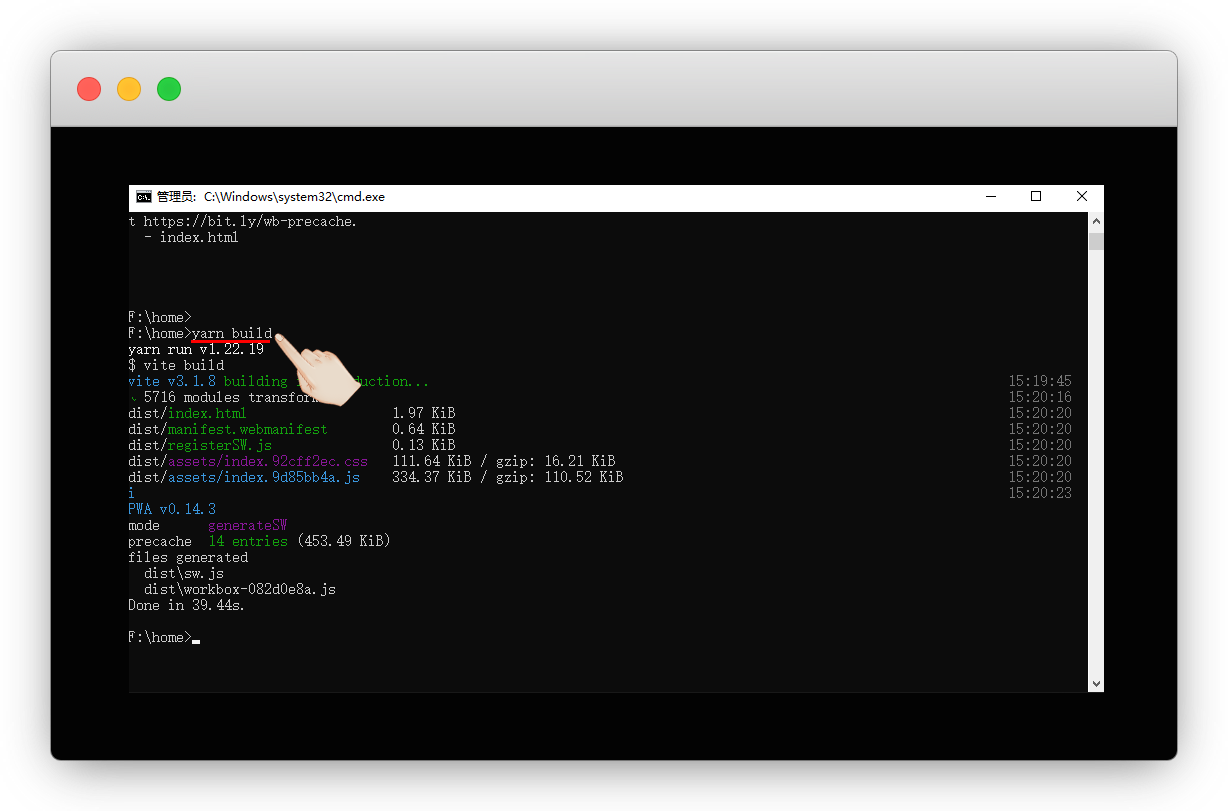 管理员: C:\Windows\system32\cmd.exe
t https://bit.ly/wb-precache.
- index.html
F:\home>
F:\home>yarn build
yarn run v1.22.19
$ vite build
vite v3.1.8 building uction... 15:19:45
5716 modules transfor 15:20:16
dist/index.html 1.97 KiB 15:20:20
dist/manifest.webmanifest 0.64 KiB 15:20:20
dist/registerSW.js 0.13 KiB 15:20:20
dist/assets/index.92cff2ec.css 111.64 KiB / gzip: 16.21 KiB 15:20:20
dist/assets/index.9d85bb4a.js 334.37 KiB / gzip: 110.52 KiB 15:20:20
i 15:20:23
PWA v0.14.3
mode generateSW
precache 14 entries (453.49 KiB)
files generated
dist\sw.js
dist\workbox-082d0e8a.js
Done in 39.44s.
F:\home>